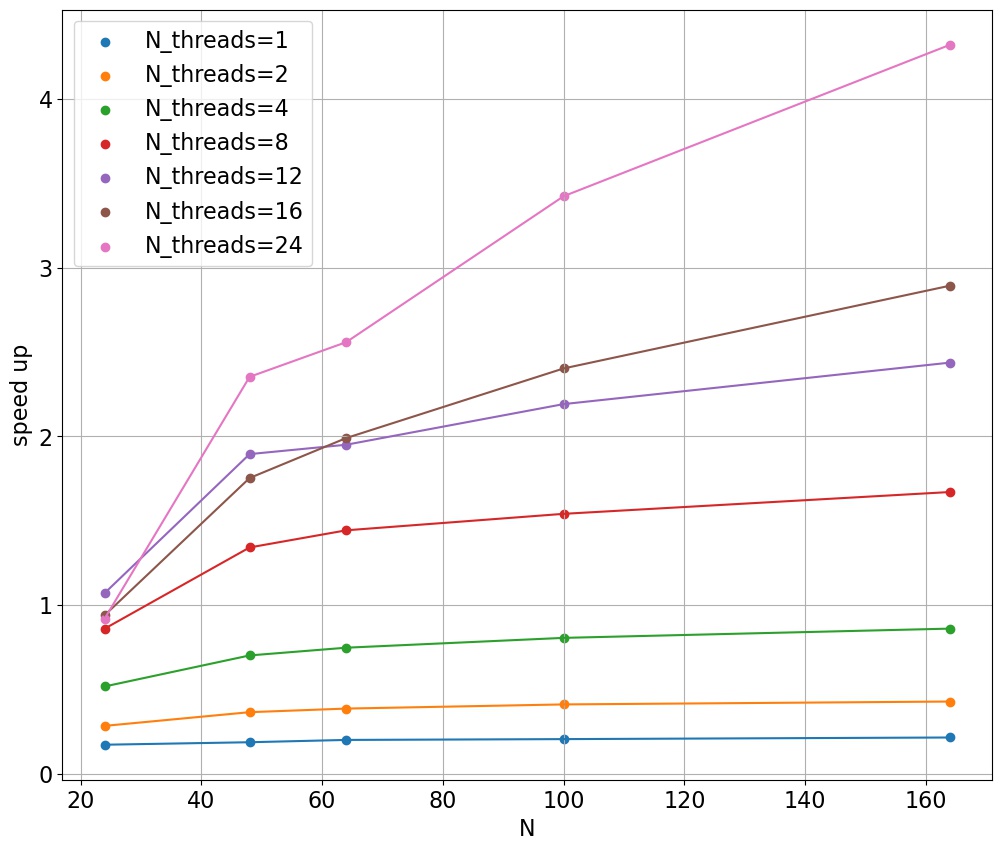 N_threads=1
N_threads=2
N_threads=4
N_threads=8
N_threads=12
N_threads=16
N_threads=24
4
3
2
1
0
speed up
20 40 60 80 100 120 140 160
N